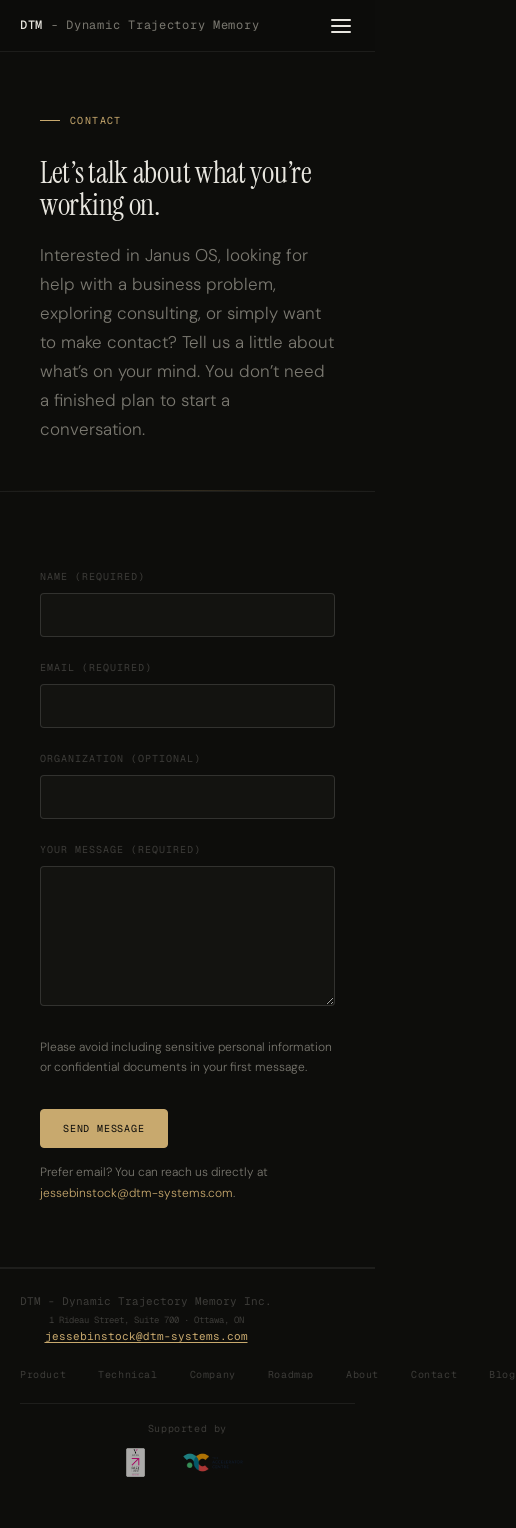 DTM – Dynamic Trajectory Memory
CONTACT
Let's talk about what you're
working on.
Interested in Janus OS, looking for
help with a business problem,
exploring consulting, or simply want
to make contact? Tell us a little about
what's on your mind. You don't need
a finished plan to start a
conversation.
NAME (REQUIRED)
EMAIL (REQUIRED)
ORGANIZATION (OPTIONAL)
YOUR MESSAGE (REQUIRED)
Please avoid including sensitive personal information
or confidential documents in your first message.
SEND MESSAGE
Prefer email? You can reach us directly at
jessebinstock@dtm-systems.com.
DTM – Dynamic Trajectory Memory Inc.
1 Rideau Street, Suite 700 · Ottawa, ON
jessebinstock@dtm-systems.com
Product Technical Company Roadmap About Contact Blog
Supported by